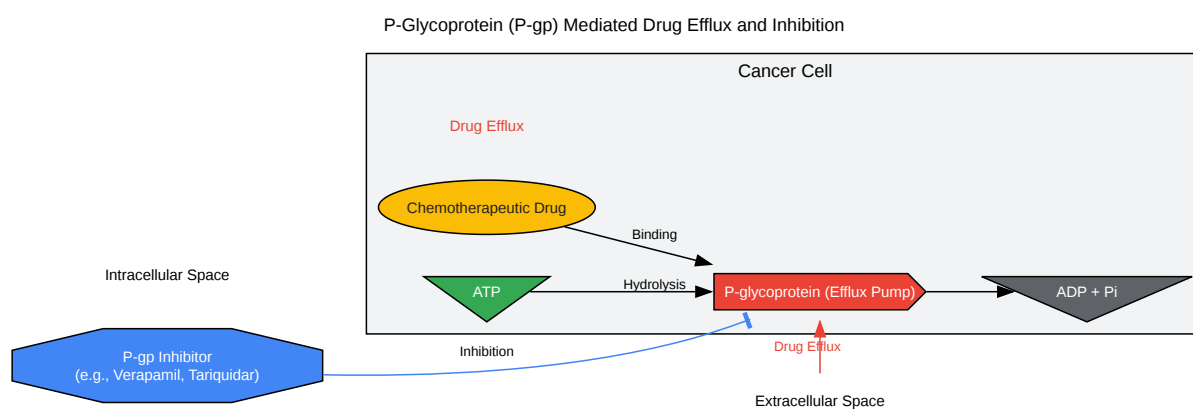 P-Glycoprotein (P-gp) Mediated Drug Efflux and Inhibition
Cancer Cell
Drug Efflux
Chemotherapeutic Drug
Binding
Intracellular Space
ATP
Hydrolysis
P-glycoprotein (Efflux Pump)
ADP + Pi
Inhibition
Drug Efflux
P-gp Inhibitor
(e.g., Verapamil, Tariquidar)
Extracellular Space